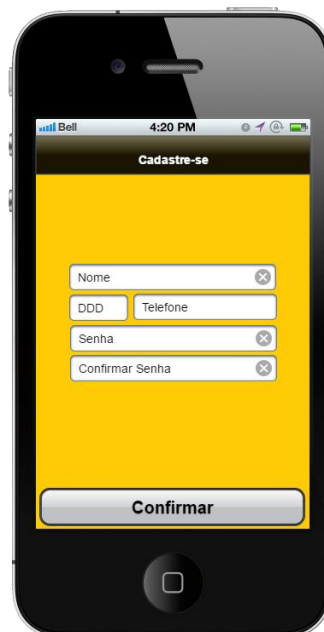 Bell 4:20 PM
Cadastre-se
Nome
DDD Telefone
Senha
Confirmar Senha
Confirmar